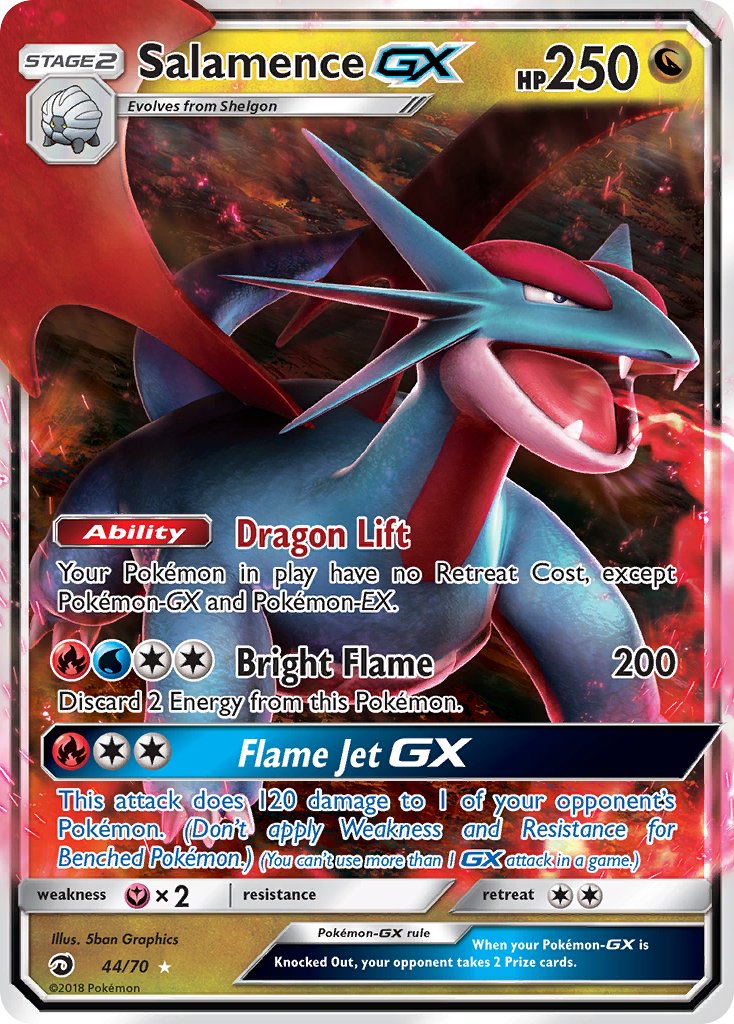 STAGE2 Salamence GX HP250
Evolves from Shelgon
Ability Dragon Lift
Your Pokémon in play have no Retreat Cost, except
Pokémon-GX and Pokémon-EX.
Bright Flame 200
Discard 2 Energy from this Pokémon.
Flame Jet GX
This attack does 120 damage to 1 of your opponent's
Pokémon. (Don't apply Weakness and Resistance for
Benched Pokémon.) (You can't use more than 1 GX attack in a game.)
weakness ×2 resistance retreat
Illus. 5ban Graphics
44/70
©2018 Pokémon
Pokémon-GX rule
When your Pokémon-GX is
Knocked Out, your opponent takes 2 Prize cards.